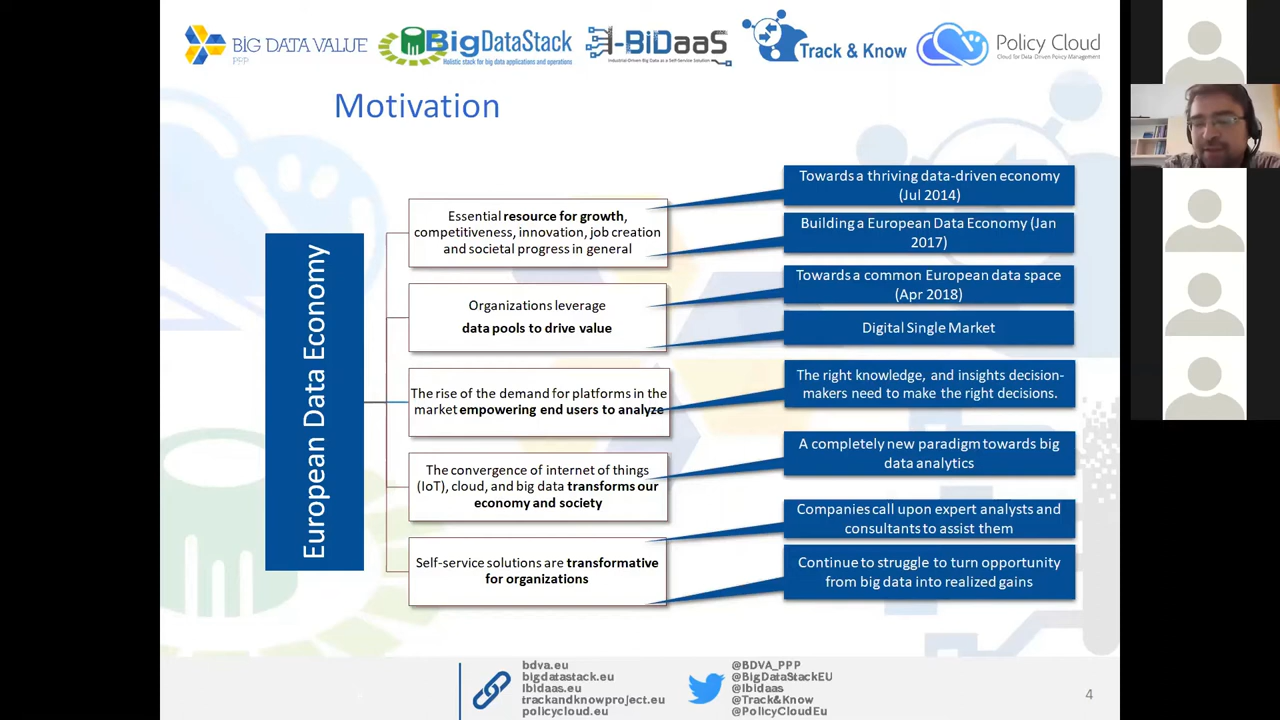 BIG DATA VALUE
PPP
BigDataStack
Holistic stack for big data applications and operations
I-BiDaaS
Industrial-Driven Big Data as a Self-Service Solution
Track & Know
Policy Cloud
Cloud for Data Driven Policy Management
Motivation
European Data Economy
Essential resource for growth,
competitiveness, innovation, job creation
and societal progress in general
Towards a thriving data-driven economy
(Jul 2014)
Building a European Data Economy (Jan
2017)
Organizations leverage
data pools to drive value
Towards a common European data space
(Apr 2018)
Digital Single Market
The rise of the demand for platforms in the
market empowering end users to analyze
The right knowledge, and insights decision-
makers need to make the right decisions.
The convergence of internet of things
(IoT), cloud, and big data transforms our
economy and society
A completely new paradigm towards big
data analytics
Self-service solutions are transformative
for organizations
Companies call upon expert analysts and
consultants to assist them
Continue to struggle to turn opportunity
from big data into realized gains
bdva.eu
bigdatastack.eu
Ibidaas.eu
trackandknowproject.eu
policycloud.eu
@BDVA_PPP
@BigDataStackEU
@Ibidaas
@Track&Know
@PolicyCloudEu
4